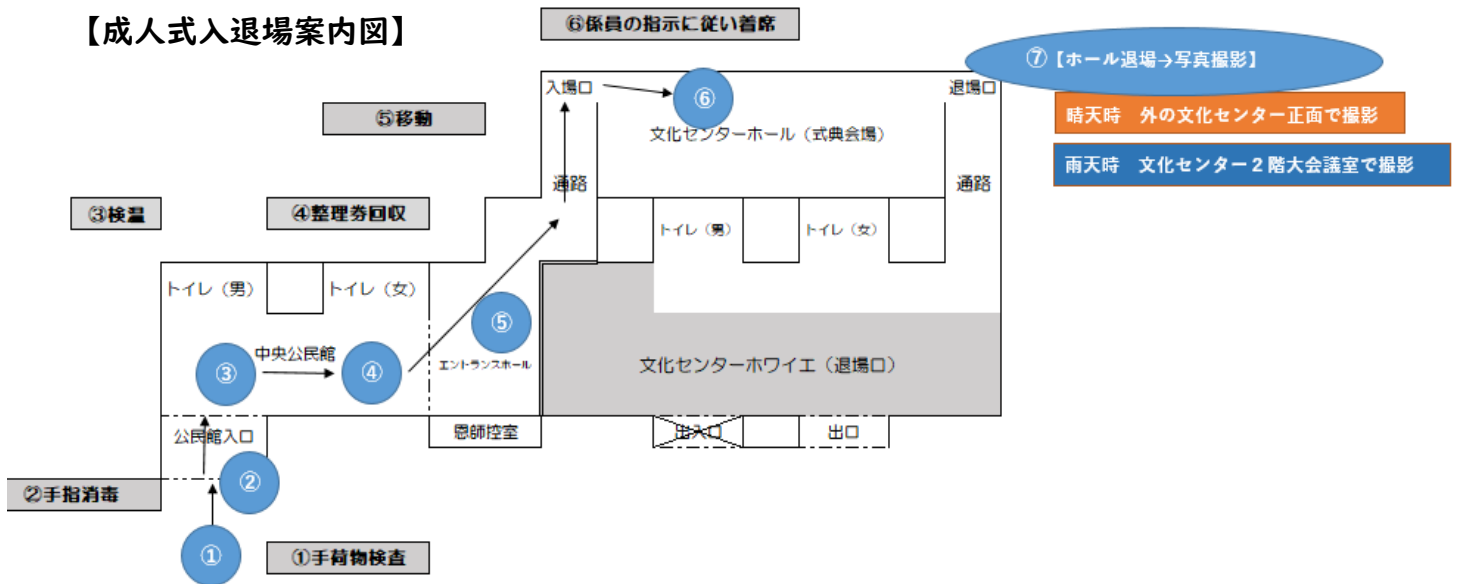 【成人式入退場案内図】
⑥係員の指示に従い着席
⑦【ホール退場→写真撮影】
入場口
⑥
退場口
晴天時 外の文化センター正面で撮影
⑤移動
文化センターホール（式典会場）
雨天時 文化センター２階大会議室で撮影
通路
通路
③検温
④整理券回収
トイレ（男）
トイレ（女）
トイレ（男）
トイレ（女）
⑤
中央公民館
③
④
エントランスホール
文化センターホワイエ（退場口）
公民館入口
恩師控室
出入口
出口
②
②手指消毒
①
①手荷物検査